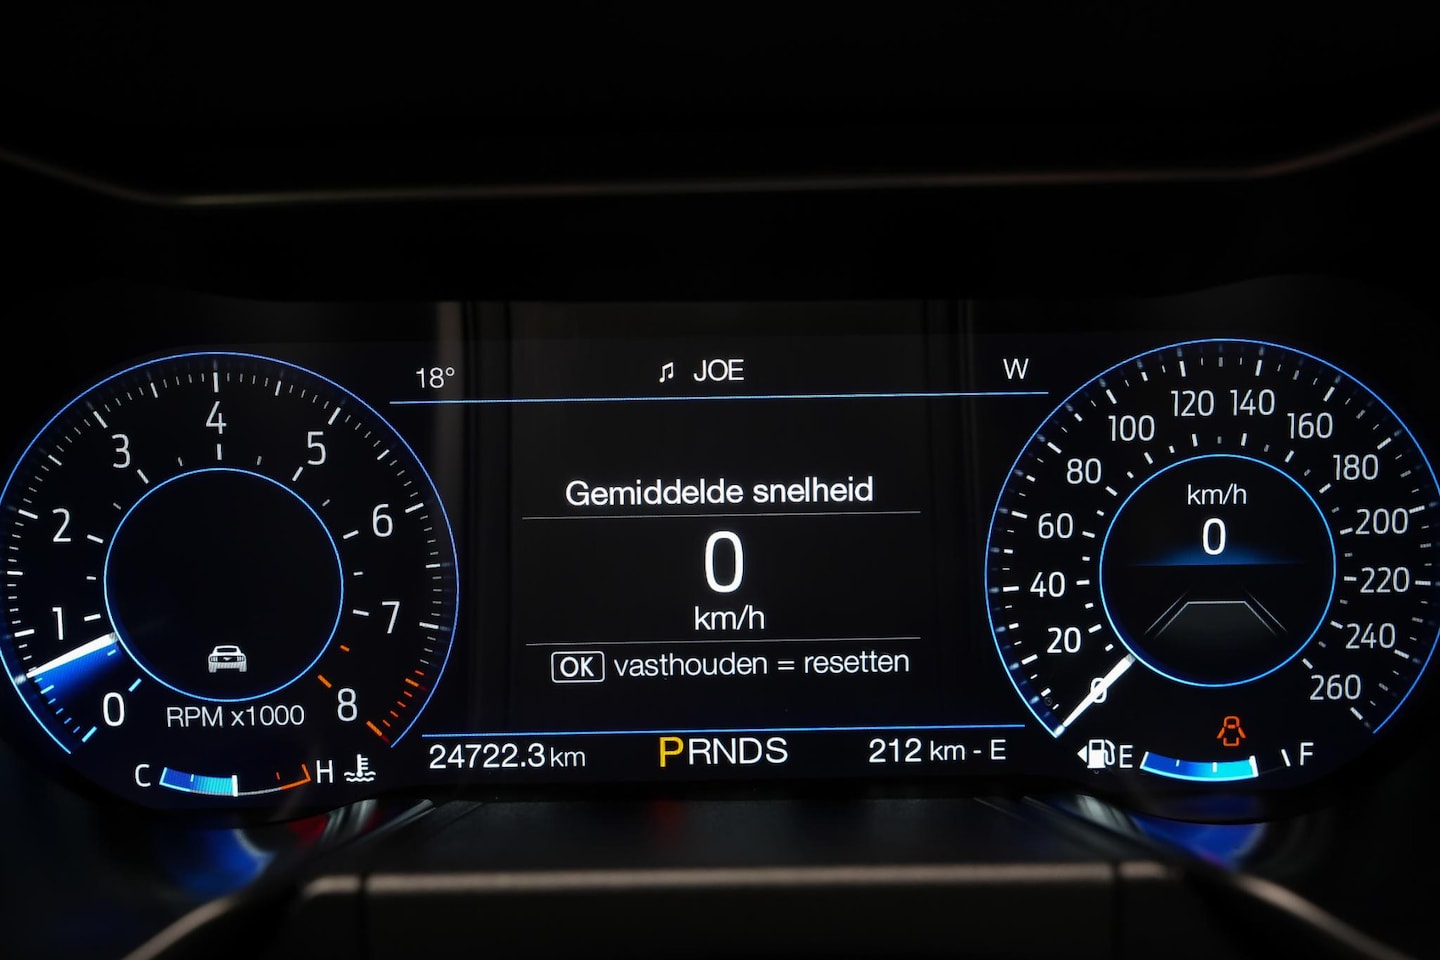 18° JOE W
Gemiddelde snelheid
0
km/h
OK vasthouden = resetten
24722.3 km PRNDS 212 km - E
0 1 2 3 4 5 6 7 8
RPM x1000
C H
0 20 40 60 80 100 120 140 160 180 200 220 240 260
km/h
0
E F